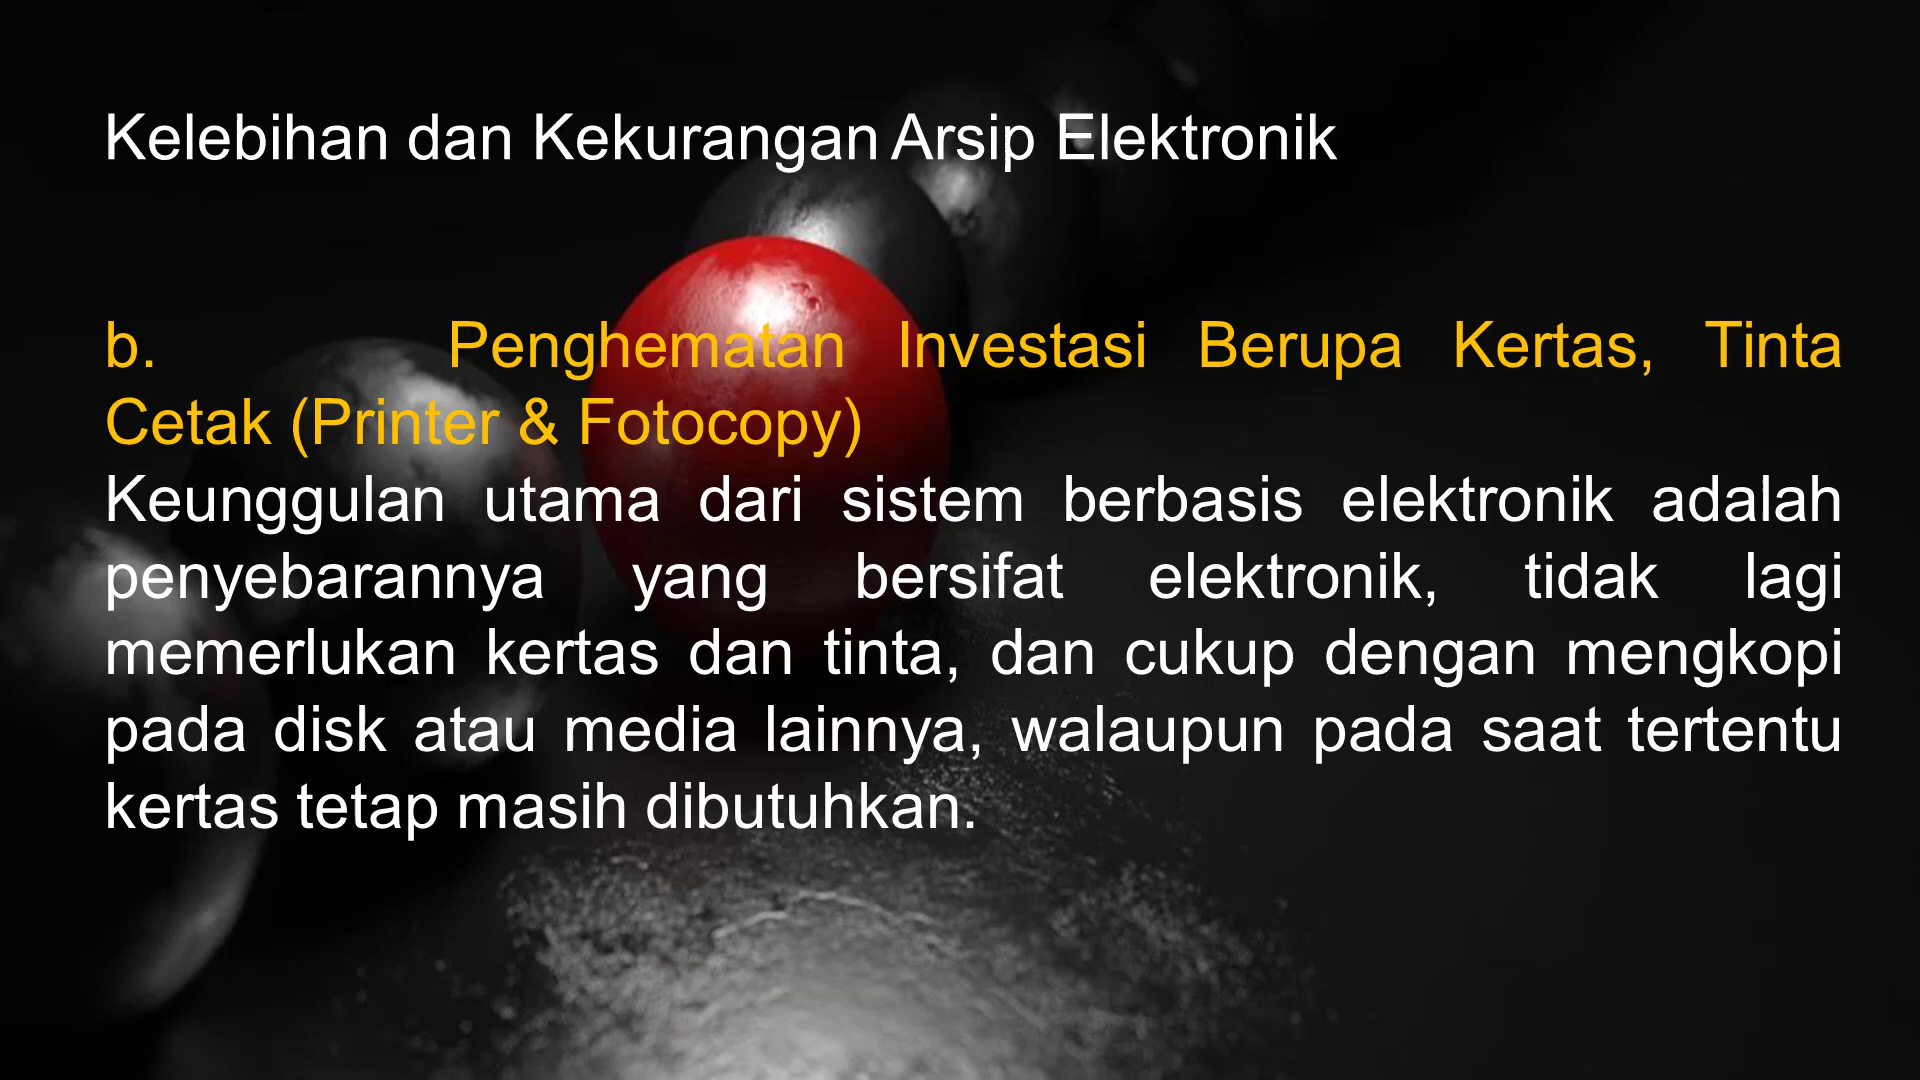 Kelebihan dan Kekurangan Arsip Elektronik
b. Penghematan Investasi Berupa Kertas, Tinta
Cetak (Printer & Fotocopy)
Keunggulan utama dari sistem berbasis elektronik adalah
penyebarannya yang bersifat elektronik, tidak lagi
memerlukan kertas dan tinta, dan cukup dengan mengkopi
pada disk atau media lainnya, walaupun pada saat tertentu
kertas tetap masih dibutuhkan.